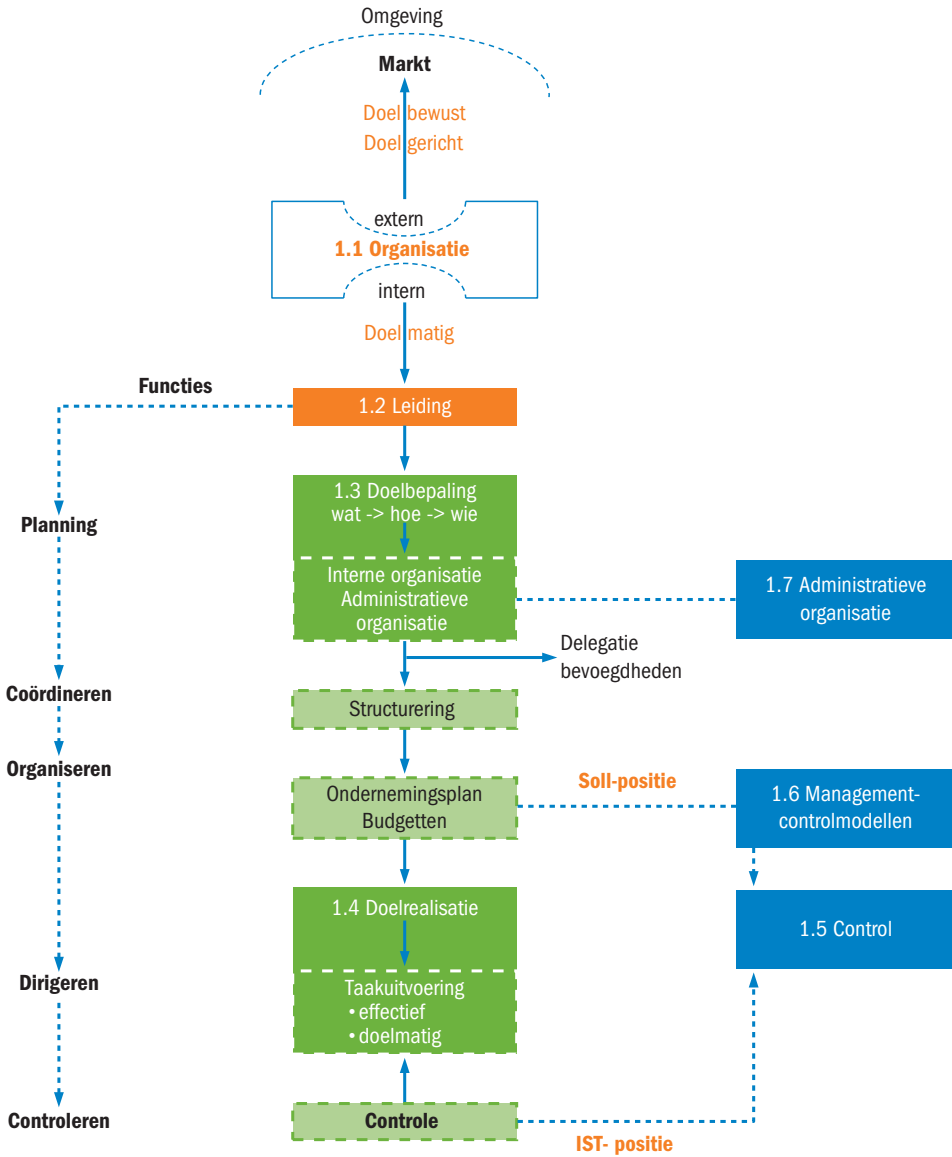 Omgeving
Markt
Doel bewust
Doel gericht
extern
1.1 Organisatie
intern
Doel matig
Functies
1.2 Leiding
1.3 Doelbepaling
wat -> hoe -> wie
Planning
Interne organisatie
Administratieve
organisatie
1.7 Administratieve
organisatie
Delegatie
bevoegdheden
Coördineren
Structurering
Organiseren
Soll-positie
Ondernemingsplan
Budgetten
1.6 Management-
controlmodellen
1.4 Doelrealisatie
1.5 Control
Dirigeren
Taakuitvoering
• effectief
• doelmatig
Controleren
Controle
IST- positie